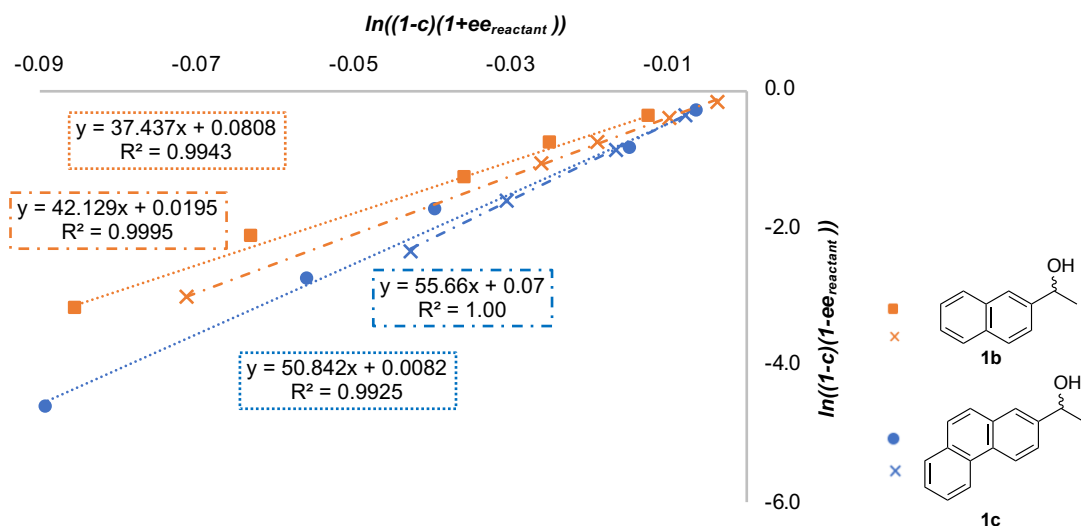 ln((1-c)(1+ee_reactant ))
-0.09 -0.07 -0.05 -0.03 -0.01
0.0
y = 37.437x + 0.0808
R² = 0.9943
y = 42.129x + 0.0195
R² = 0.9995
-2.0
y = 55.66x + 0.07
R² = 1.00
y = 50.842x + 0.0082
R² = 0.9925
-4.0
-6.0
ln((1-c)(1-ee_reactant ))
OH
1b
OH
1c